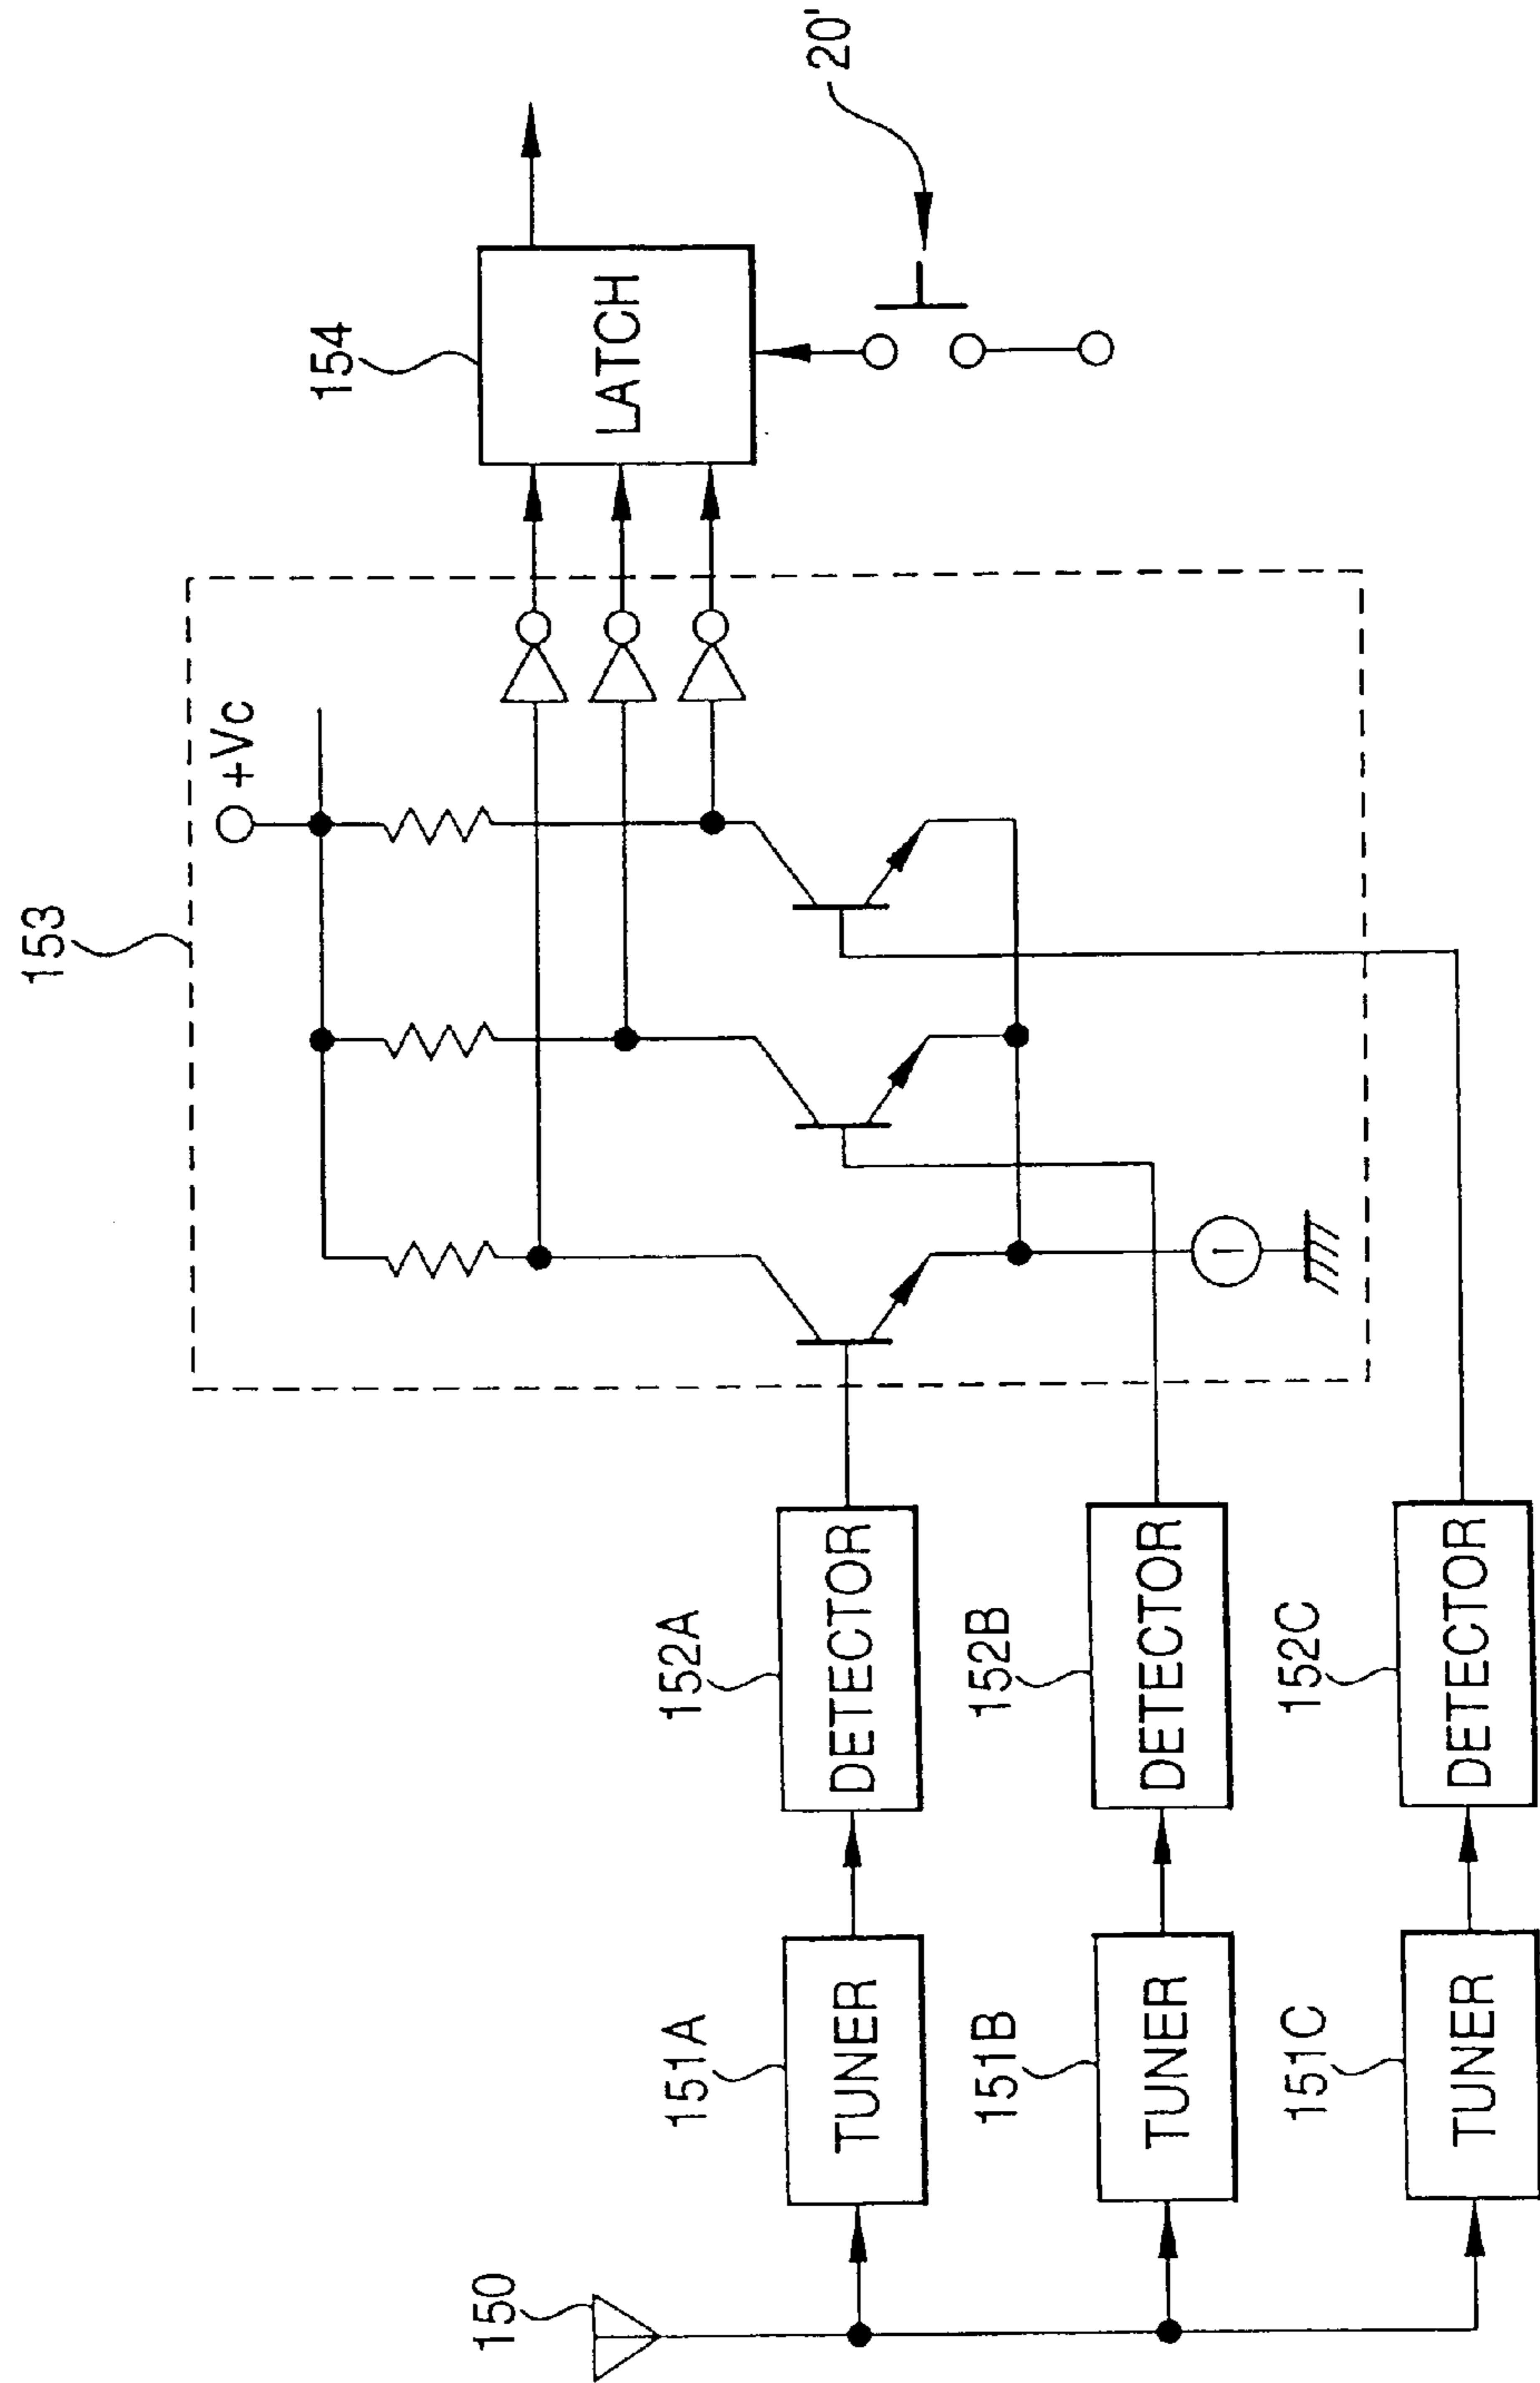 153
154
20'
+Vc
LATCH
150
151A
TUNER
152A
DETECTOR
151B
TUNER
152B
DETECTOR
151C
TUNER
152C
DETECTOR
I